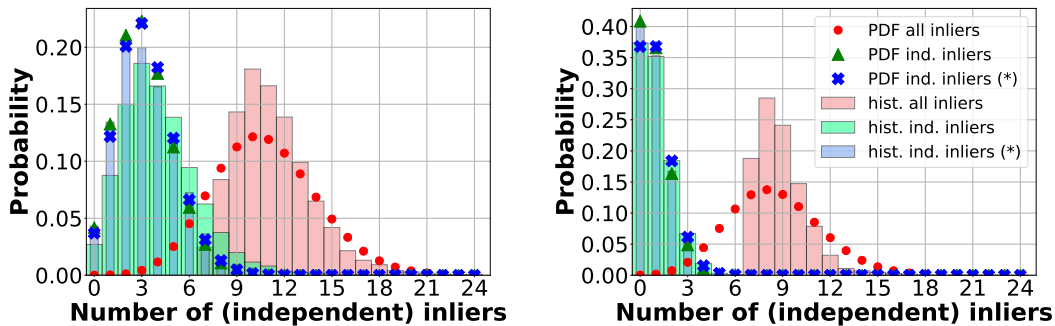 Probability
0.20
0.15
0.10
0.05
0.00
0 3 6 9 12 15 18 21 24
Number of (independent) inliers
Probability
0.40
0.35
0.30
0.25
0.20
0.15
0.10
0.05
0.00
0 3 6 9 12 15 18 21 24
Number of (independent) inliers
PDF all inliers
PDF ind. inliers
PDF ind. inliers (*)
hist. all inliers
hist. ind. inliers
hist. ind. inliers (*)